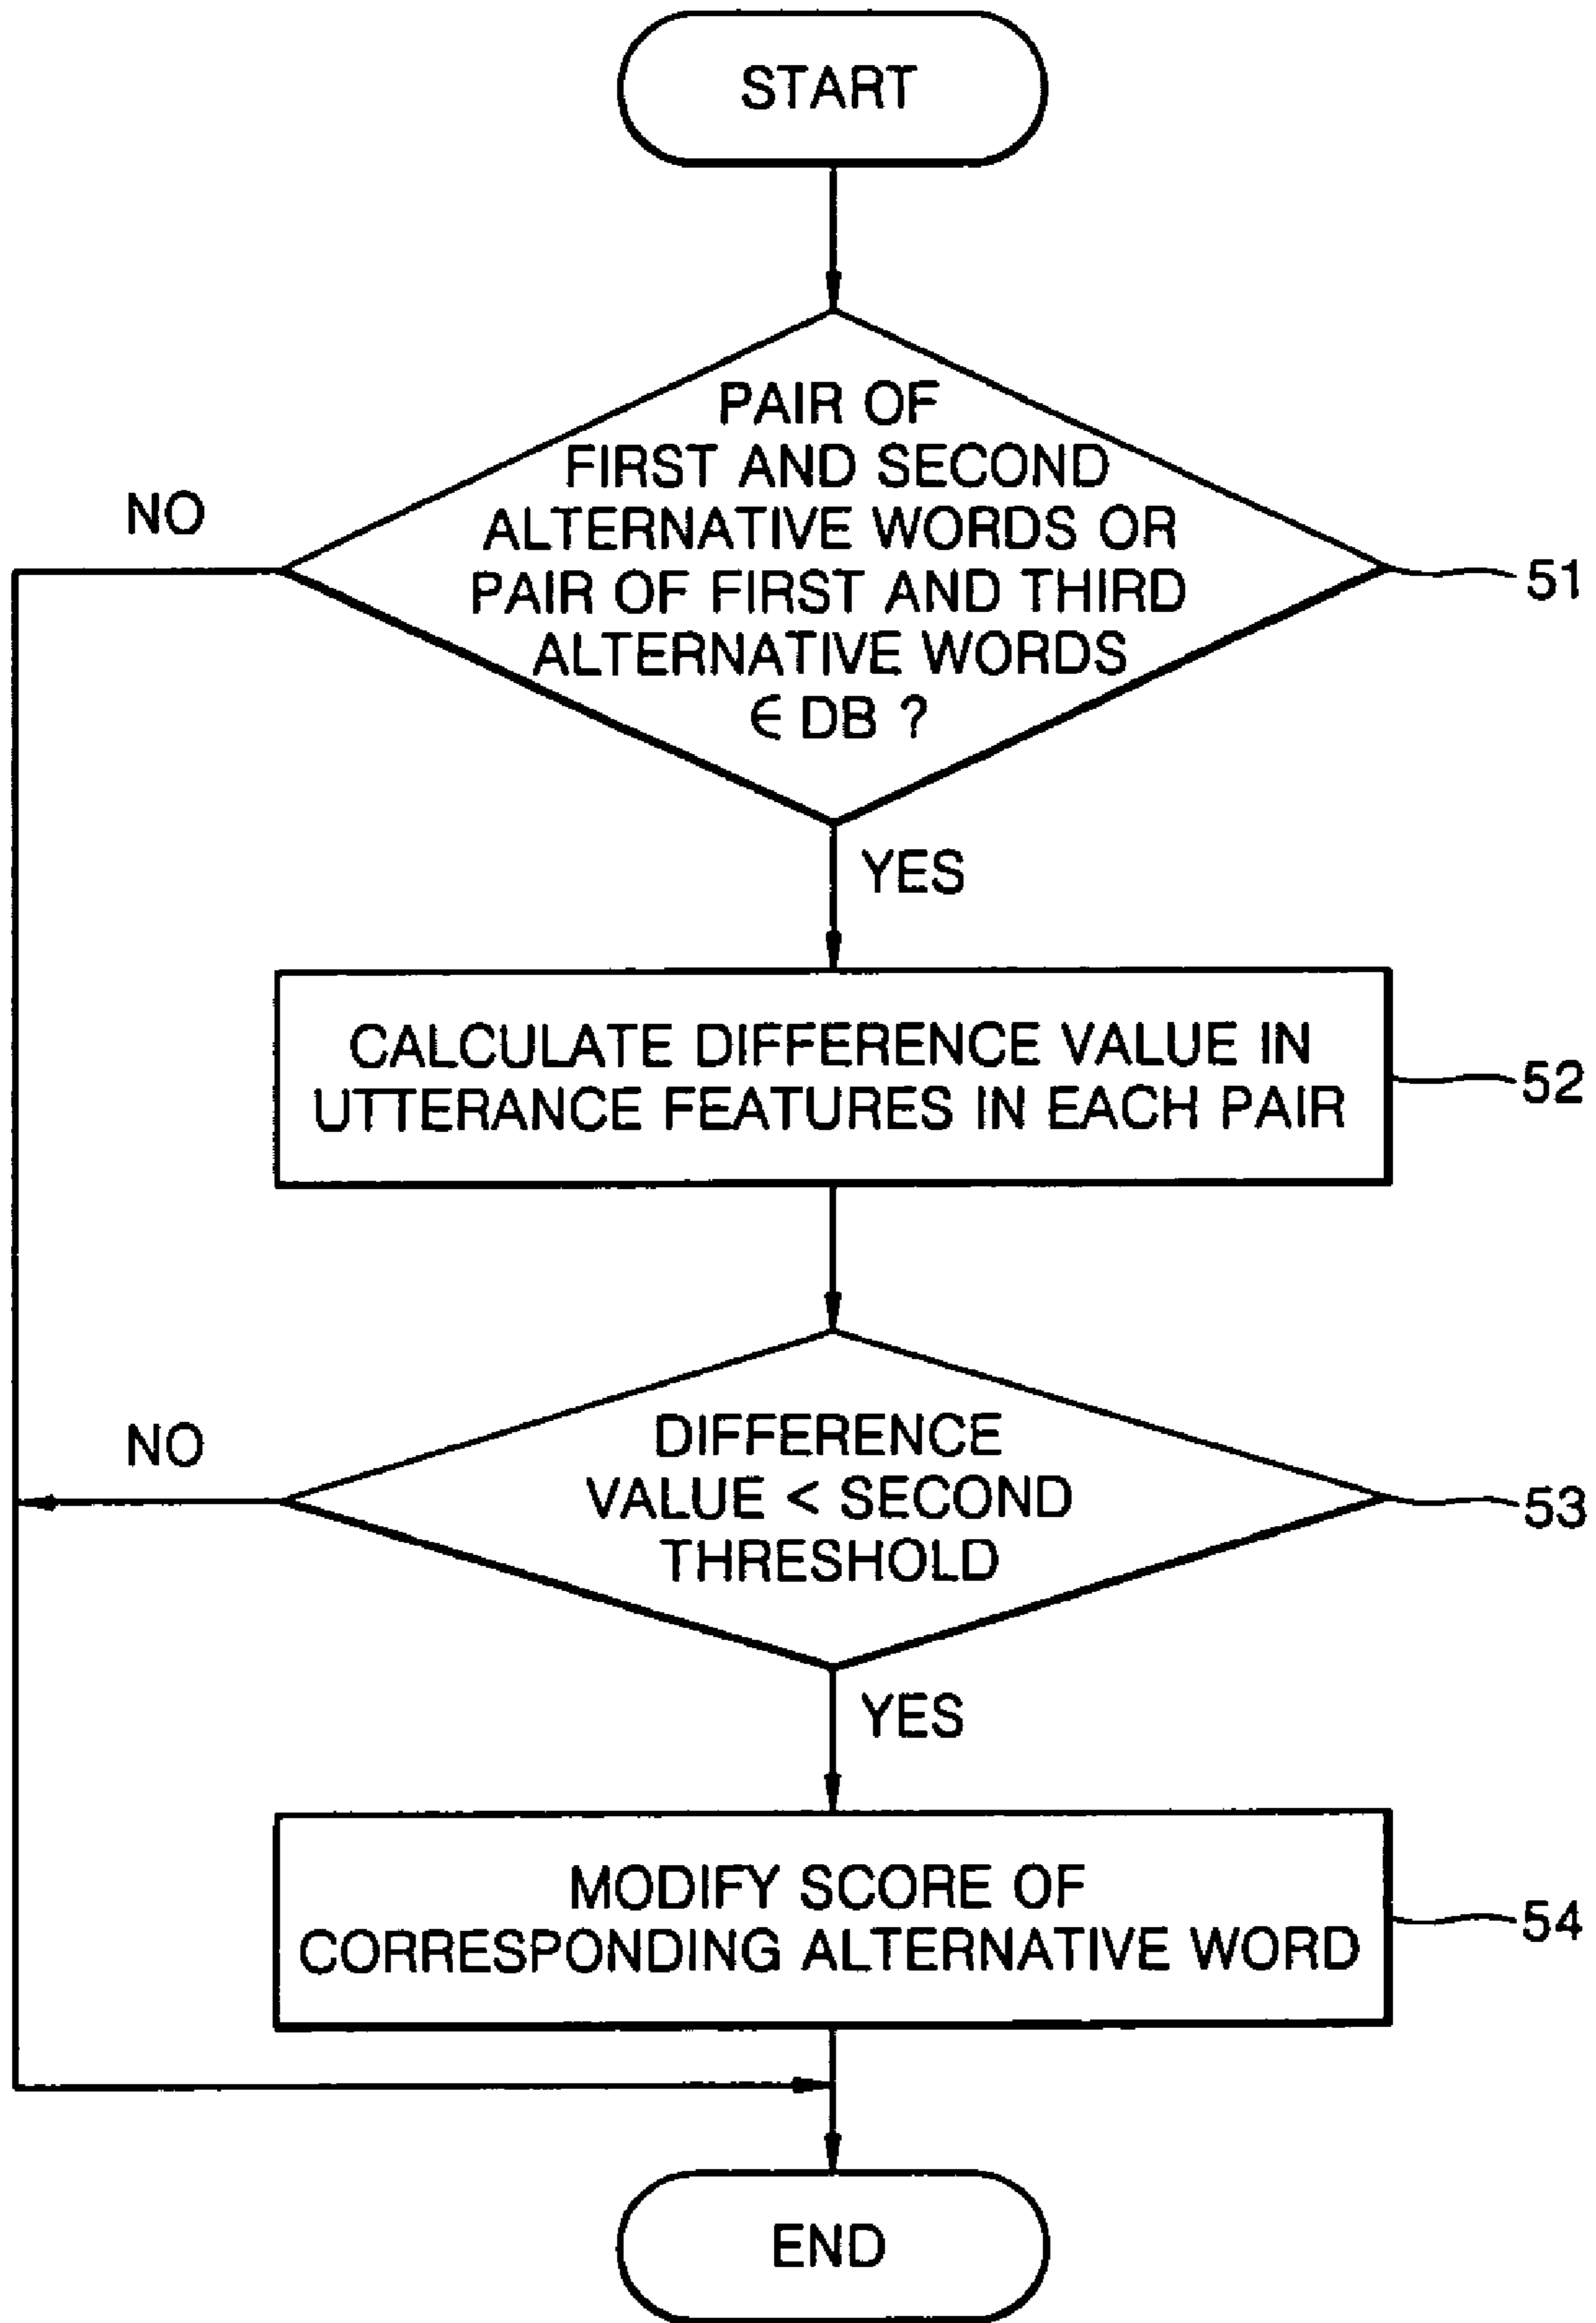 START
PAIR OF
FIRST AND SECOND
ALTERNATIVE WORDS OR
PAIR OF FIRST AND THIRD
ALTERNATIVE WORDS
∈ DB ?
NO
51
YES
CALCULATE DIFFERENCE VALUE IN
UTTERANCE FEATURES IN EACH PAIR
52
DIFFERENCE
VALUE < SECOND
THRESHOLD
NO
53
YES
MODIFY SCORE OF
CORRESPONDING ALTERNATIVE WORD
54
END